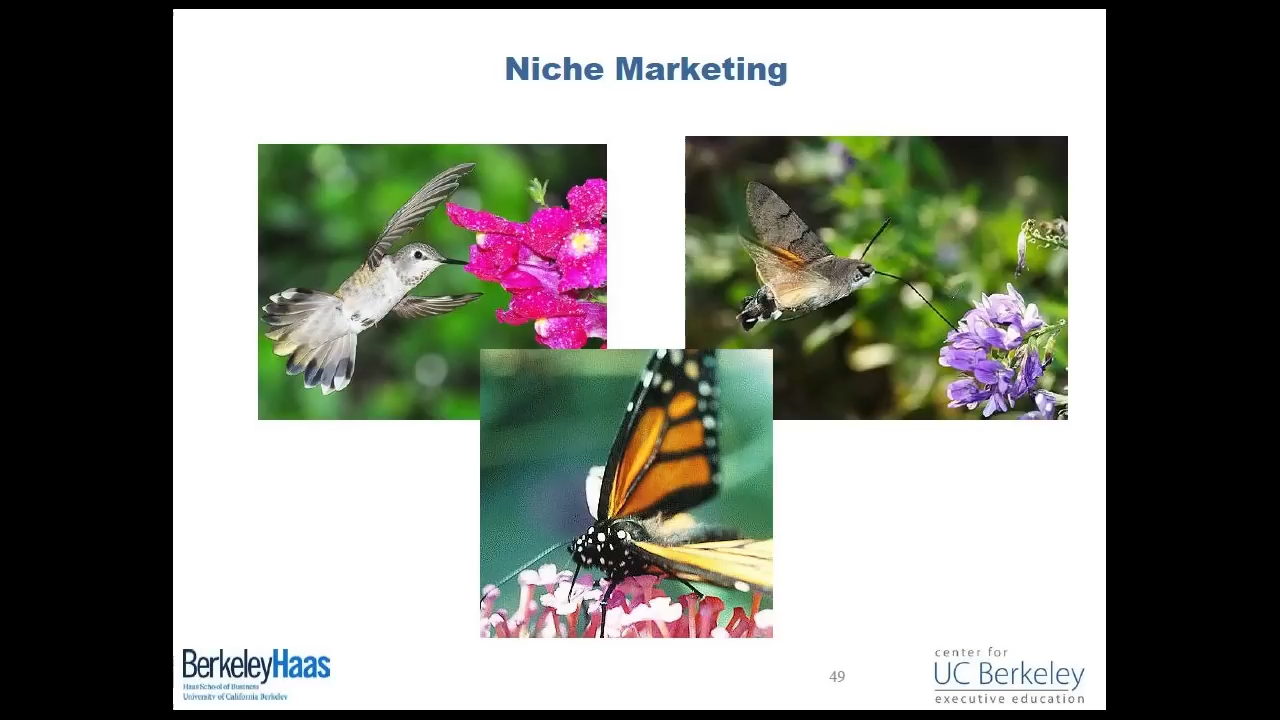 Niche Marketing
BerkeleyHaas
Haas School of Business
University of California Berkeley
49
center for
UC Berkeley
executive education